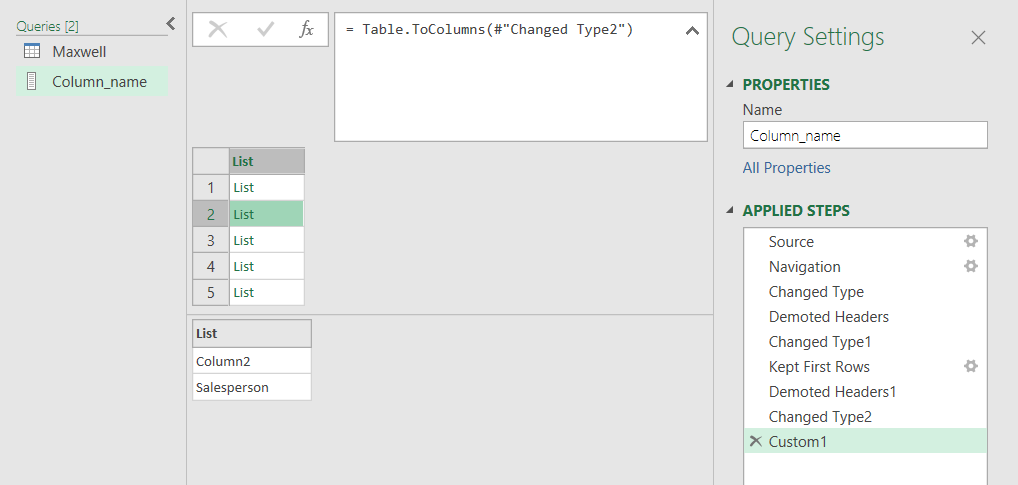 Queries [2]
Maxwell
Column_name
fx
= Table.ToColumns(#"Changed Type2")
List
1 List
2 List
3 List
4 List
5 List
List
Column2
Salesperson
Query Settings
PROPERTIES
Name
Column_name
All Properties
APPLIED STEPS
Source
Navigation
Changed Type
Demoted Headers
Changed Type1
Kept First Rows
Demoted Headers1
Changed Type2
Custom1